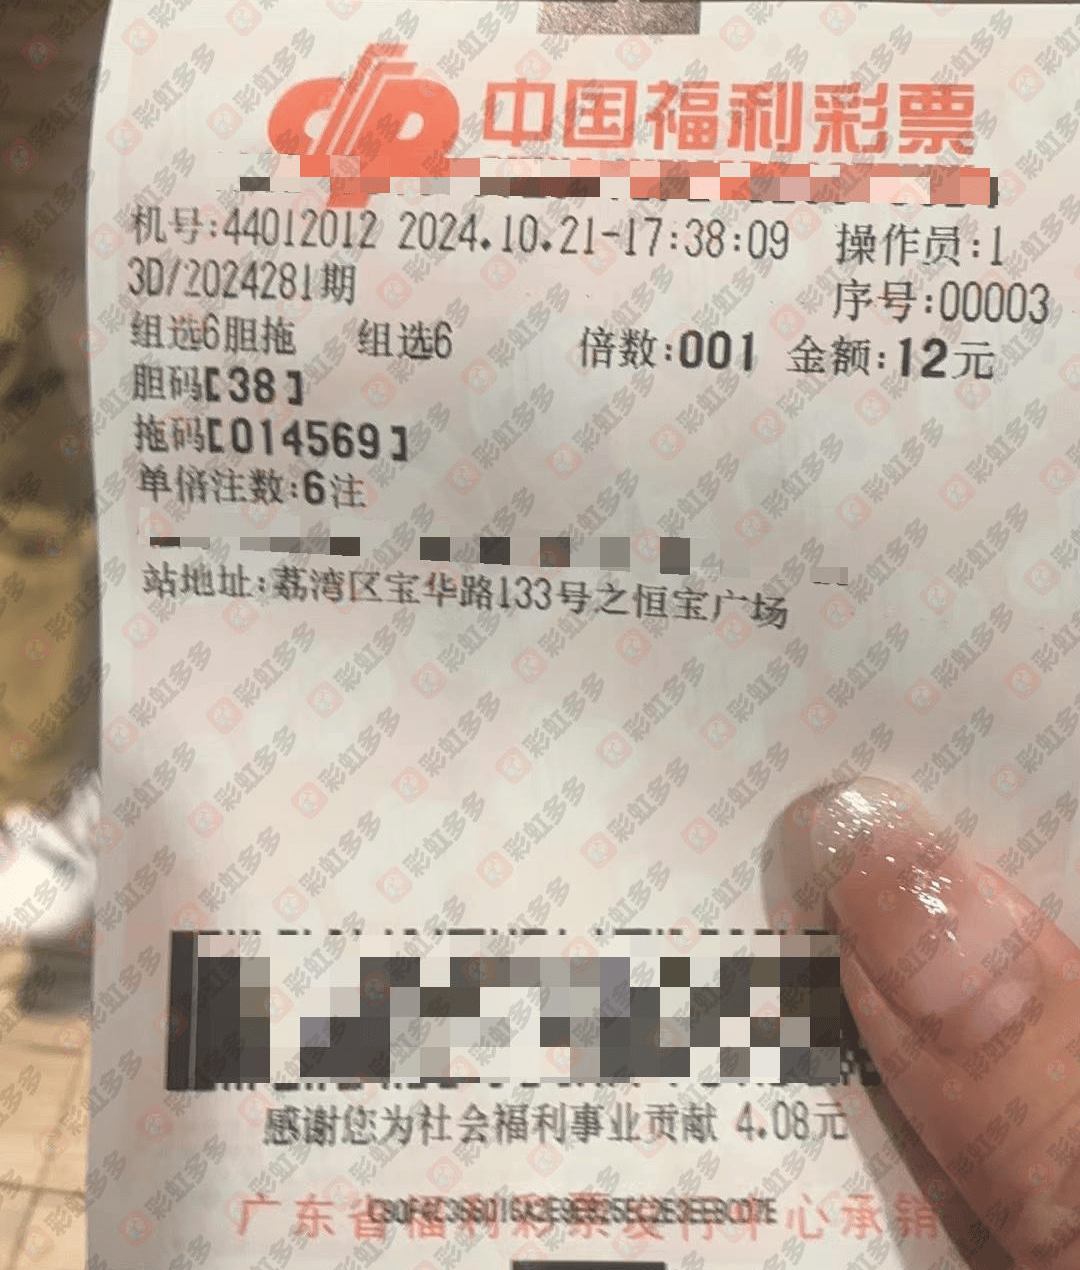 中国福利彩票
机号:44012012 2024.10.21-17:38:09 操作员:1
3D/2024281期 序号:00003
组选6胆拖 组选6 倍数:001 金额:12元
胆码[38]
拖码[014569]
单倍注数:6注
站地址:荔湾区宝华路133号之恒宝广场
感谢您为社会福利事业贡献 4.08元
广东省福利彩票发行中心承销
彩虹多多